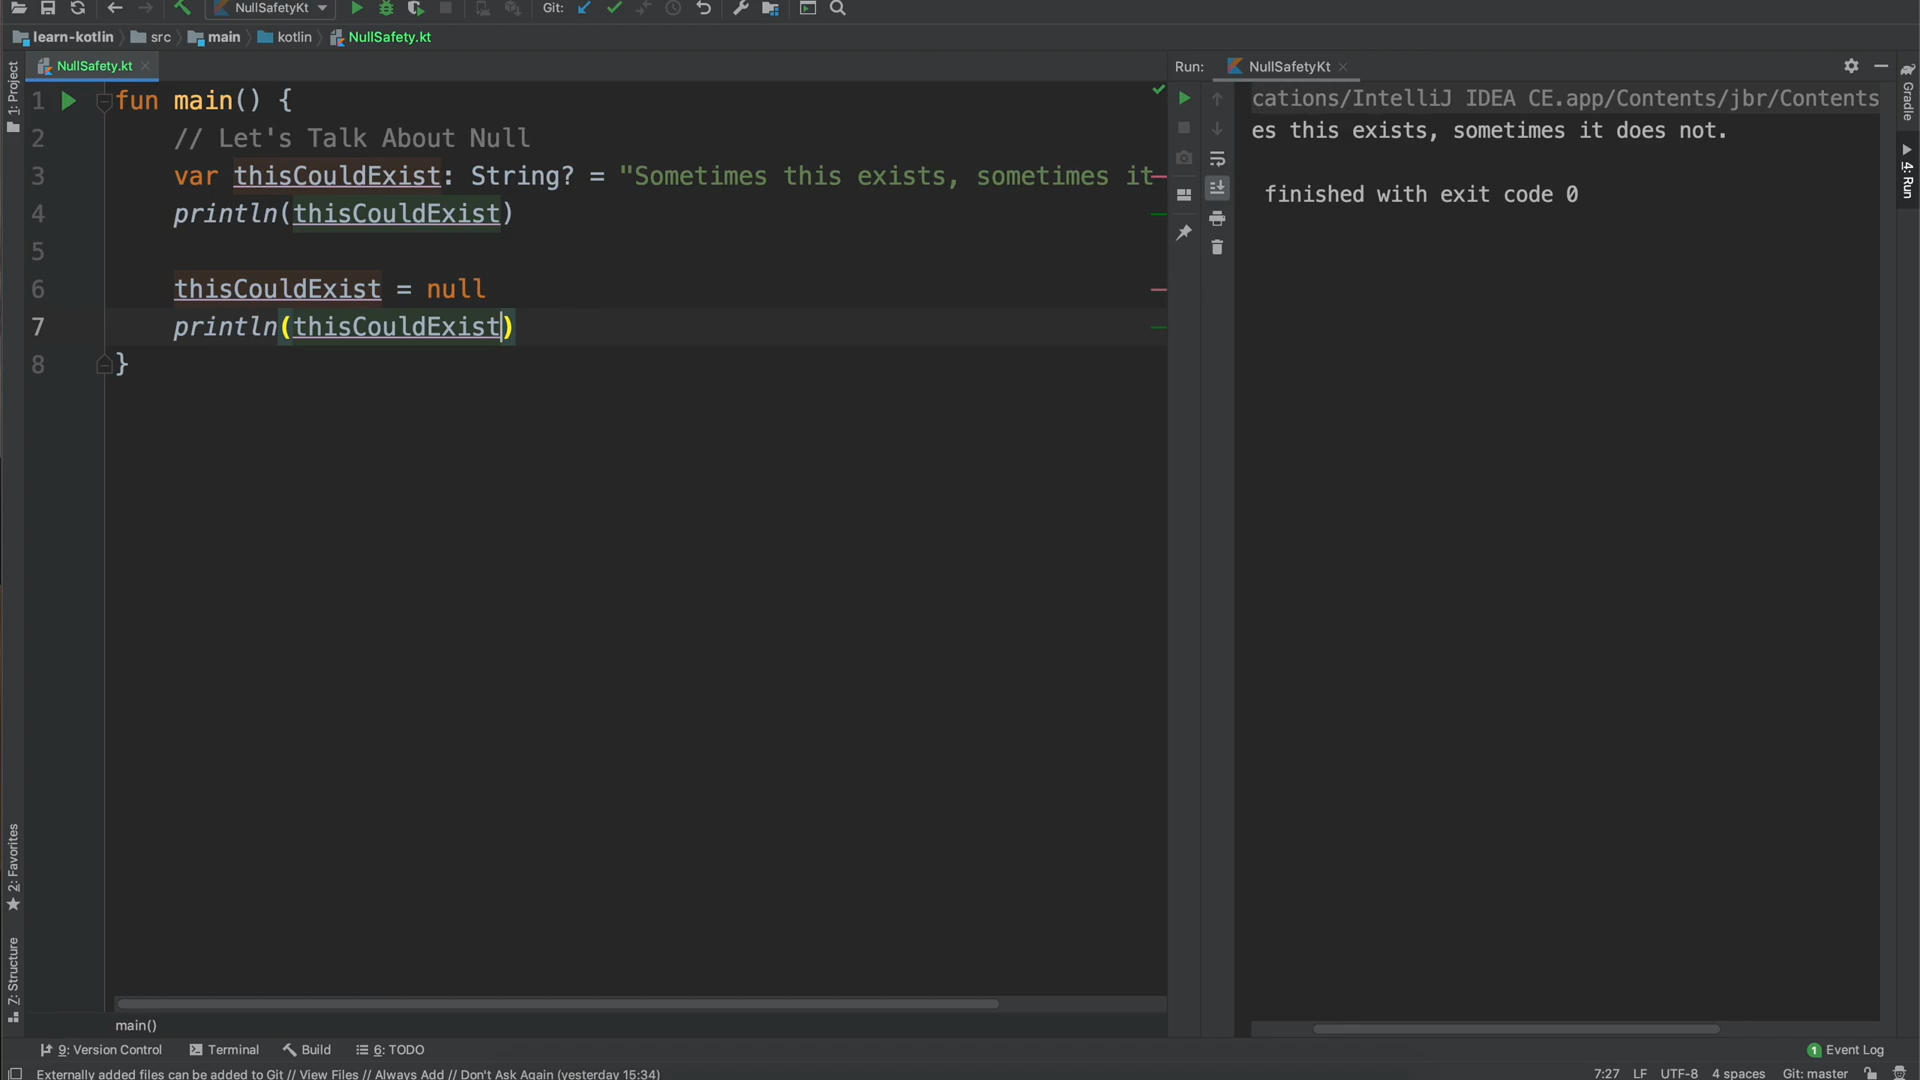 NullSafetyKt
Git:
learn-kotlin
src
main
kotlin
NullSafety.kt
NullSafety.kt
1 fun main() {
2 // Let's Talk About Null
3 var thisCouldExist: String? = "Sometimes this exists, sometimes it
4 println(thisCouldExist)
5
6 thisCouldExist = null
7 println(thisCouldExist)
8 }
main()
Run:
NullSafetyKt
cations/IntelliJ IDEA CE.app/Contents/jbr/Contents
es this exists, sometimes it does not.
finished with exit code 0
1: Project
2: Favorites
7: Structure
Gradle
4: Run
9: Version Control
Terminal
Build
6: TODO
1 Event Log
Externally added files can be added to Git // View Files // Always Add // Don't Ask Again (yesterday 15:34)
7:27 LF UTF-8 4 spaces Git: master